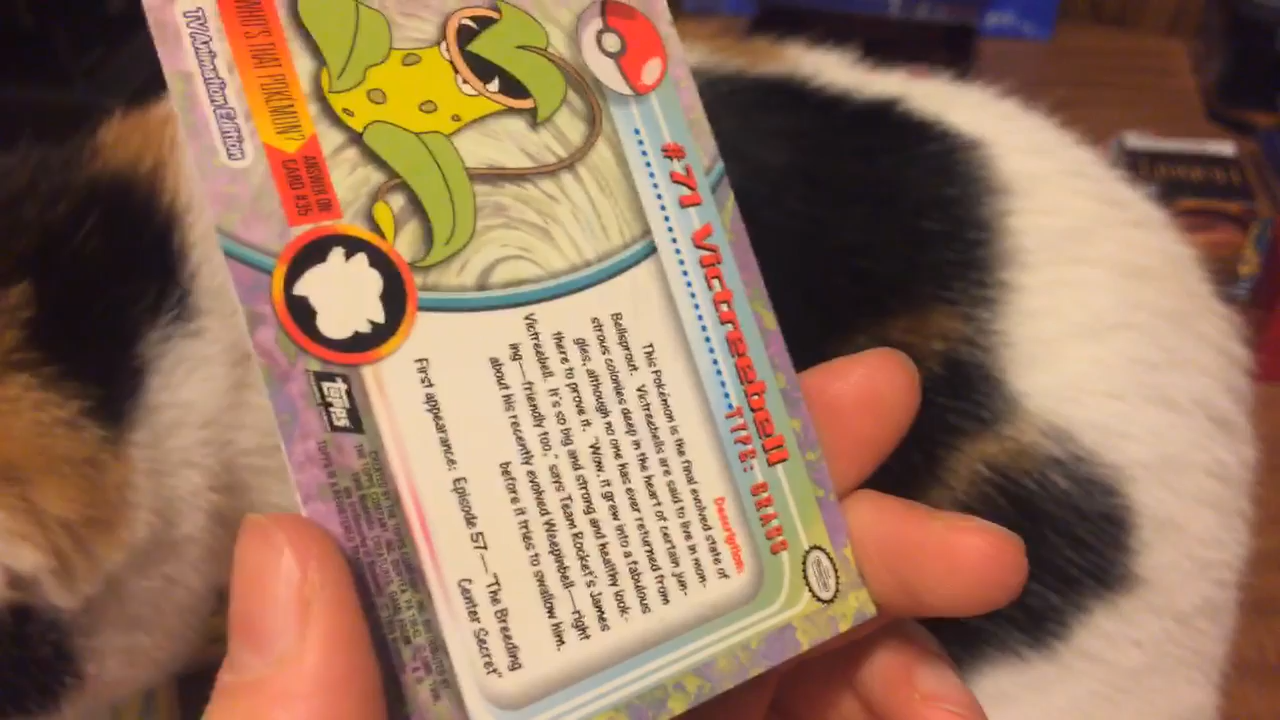 #71 Victreebell
TYPE: GRASS
Description:
This Pokémon is the final evolved state of
Bellsprout. Victreebells are said to live in mon-
strous colonies deep in the heart of certain jun-
gles, although no one has ever returned from
there to prove it. "Wow, it grew into a fabulous
Victreebell. It's so big and strong and healthy look-
ing—friendly too," says Team Rocket's James
about his recently evolved Weepinbell—right
before it tries to swallow him.
First appearance: Episode 57—"The Breeding
Center Secret"
WHAT'S THAT POKÉMON?
ANSWER ON
CARD #35
TV Animation Edition
topps